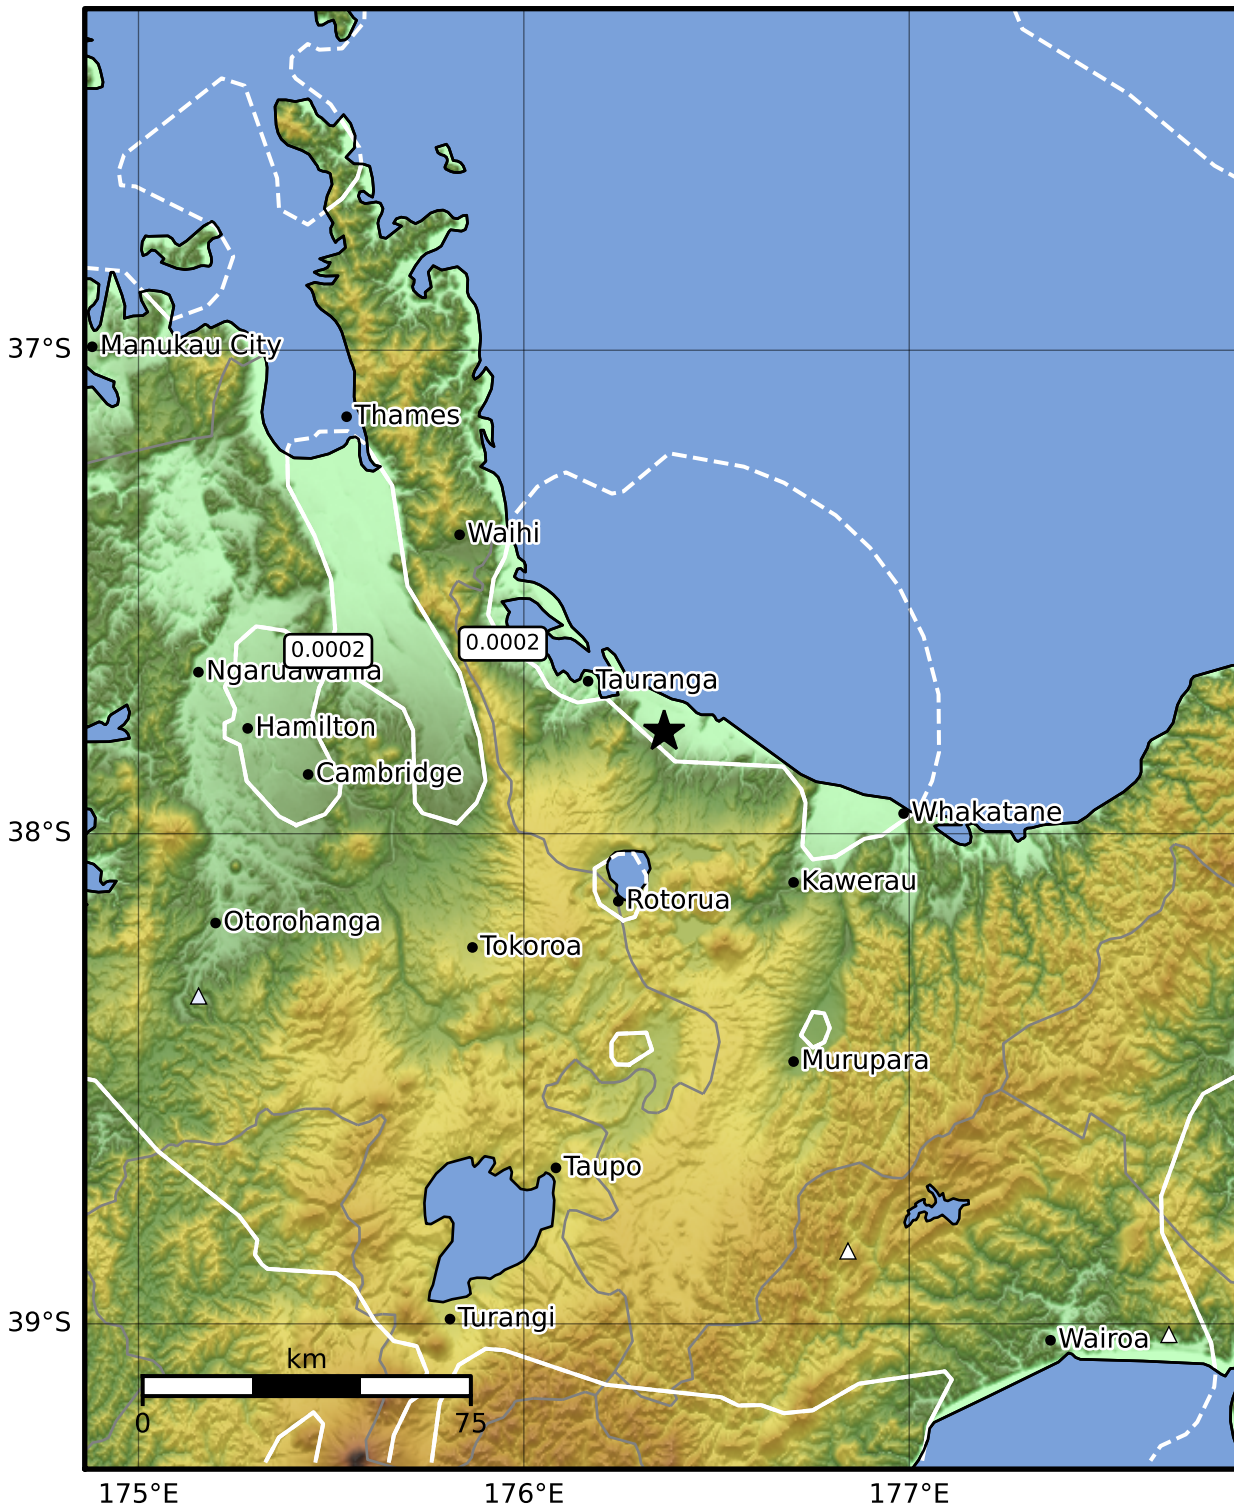 37°S
Manukau City
Thames
Waihi
0.0002
0.0002
Ngaruawahia
Tauranga
Hamilton
Cambridge
Whakatane
38°S
Kawerau
Rotorua
Otorohanga
Tokoroa
Murupara
Taupo
39°S
Turangi
Wairoa
km
0
75
175°E
176°E
177°E